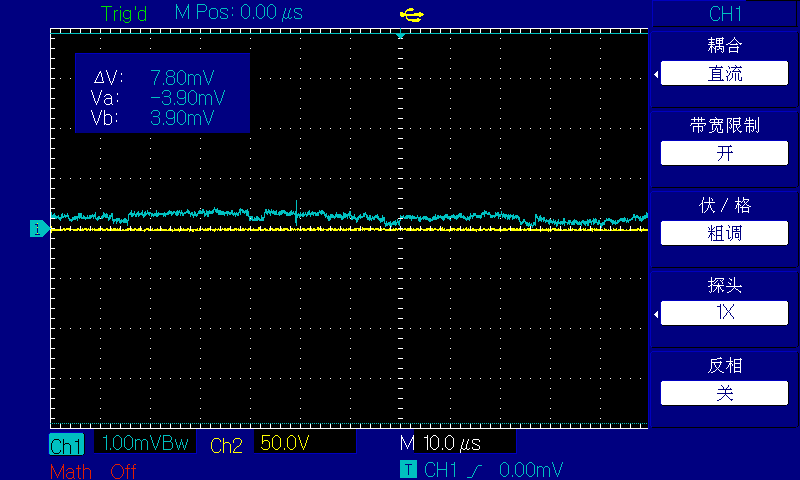 Trig'd M Pos: 0.00 μs CH1
ΔV: 7.80mV
Va: -3.90mV
Vb: 3.90mV
1
耦合
直流
带宽限制
开
伏/格
粗调
探头
1X
反相
关
Ch1 1.00mVBw Ch2 50.0V M 10.0 μs
Math Off T CH1 0.00mV